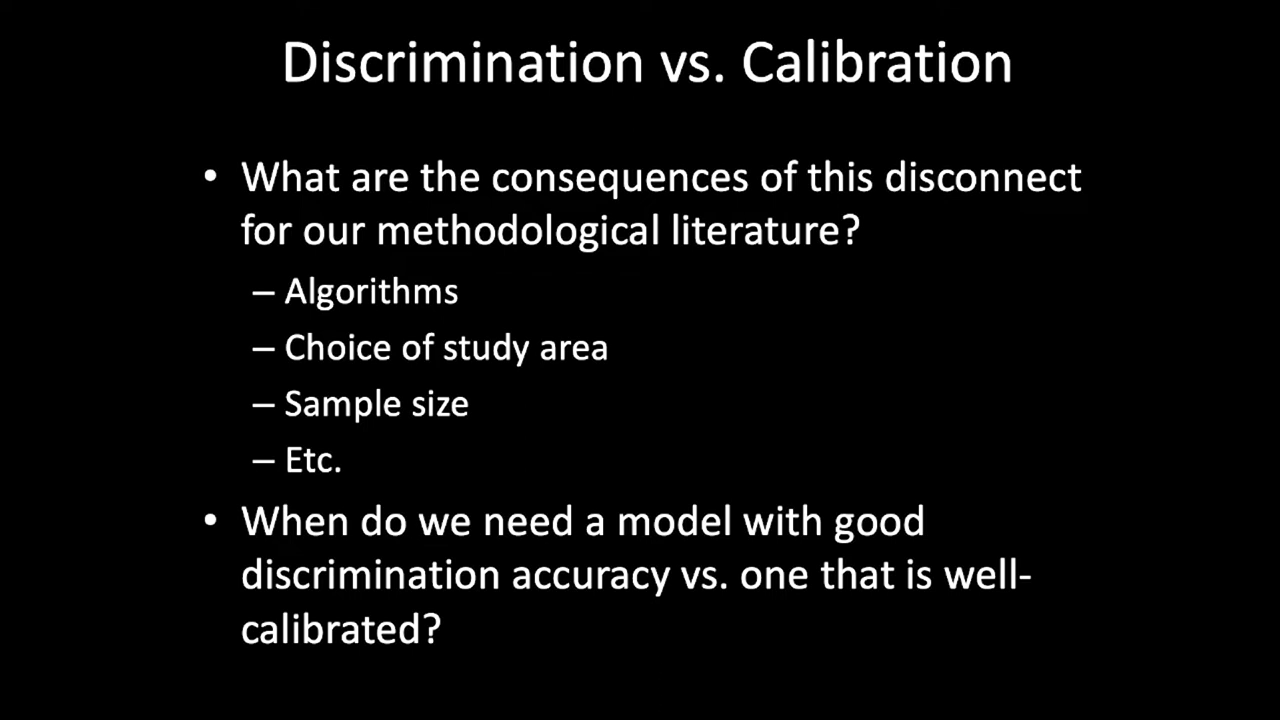 Discrimination vs. Calibration
• What are the consequences of this disconnect
for our methodological literature?
– Algorithms
– Choice of study area
– Sample size
– Etc.
• When do we need a model with good
discrimination accuracy vs. one that is well-
calibrated?